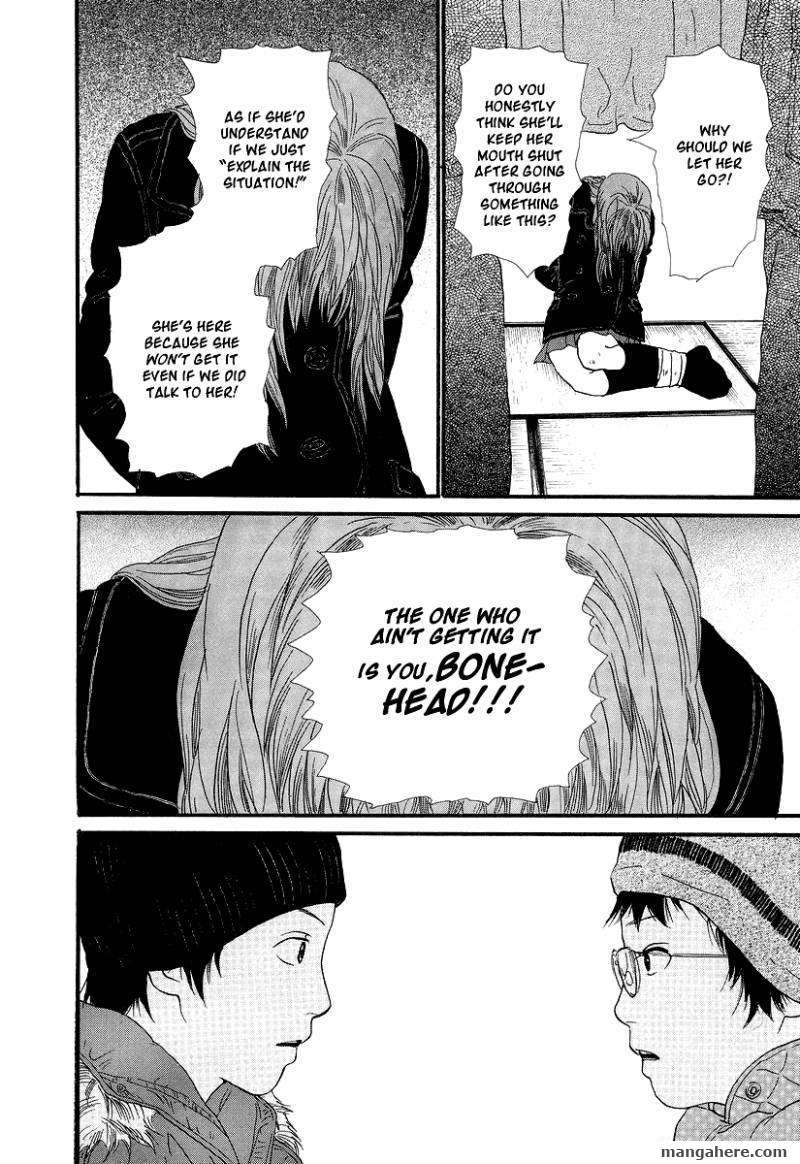 WHY
SHOULD WE
LET HER
GO?!
DO YOU
HONESTLY
THINK SHE'LL
KEEP HER
MOUTH SHUT
AFTER GOING
THROUGH
SOMETHING
LIKE THIS?
AS IF SHE'D
UNDERSTAND
IF WE JUST
"EXPLAIN THE
SITUATION!"
SHE'S HERE
BECAUSE SHE
WON'T GET IT
EVEN IF WE DID
TALK TO HER!
THE ONE WHO
AIN'T GETTING IT
IS YOU, BONE-
HEAD!!!
mangahere.com